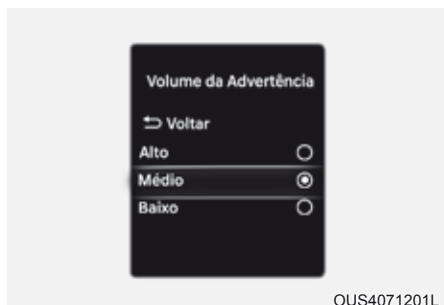 Volume da Advertência
Voltar
Alto
Médio
Baixo
OUS4071201L